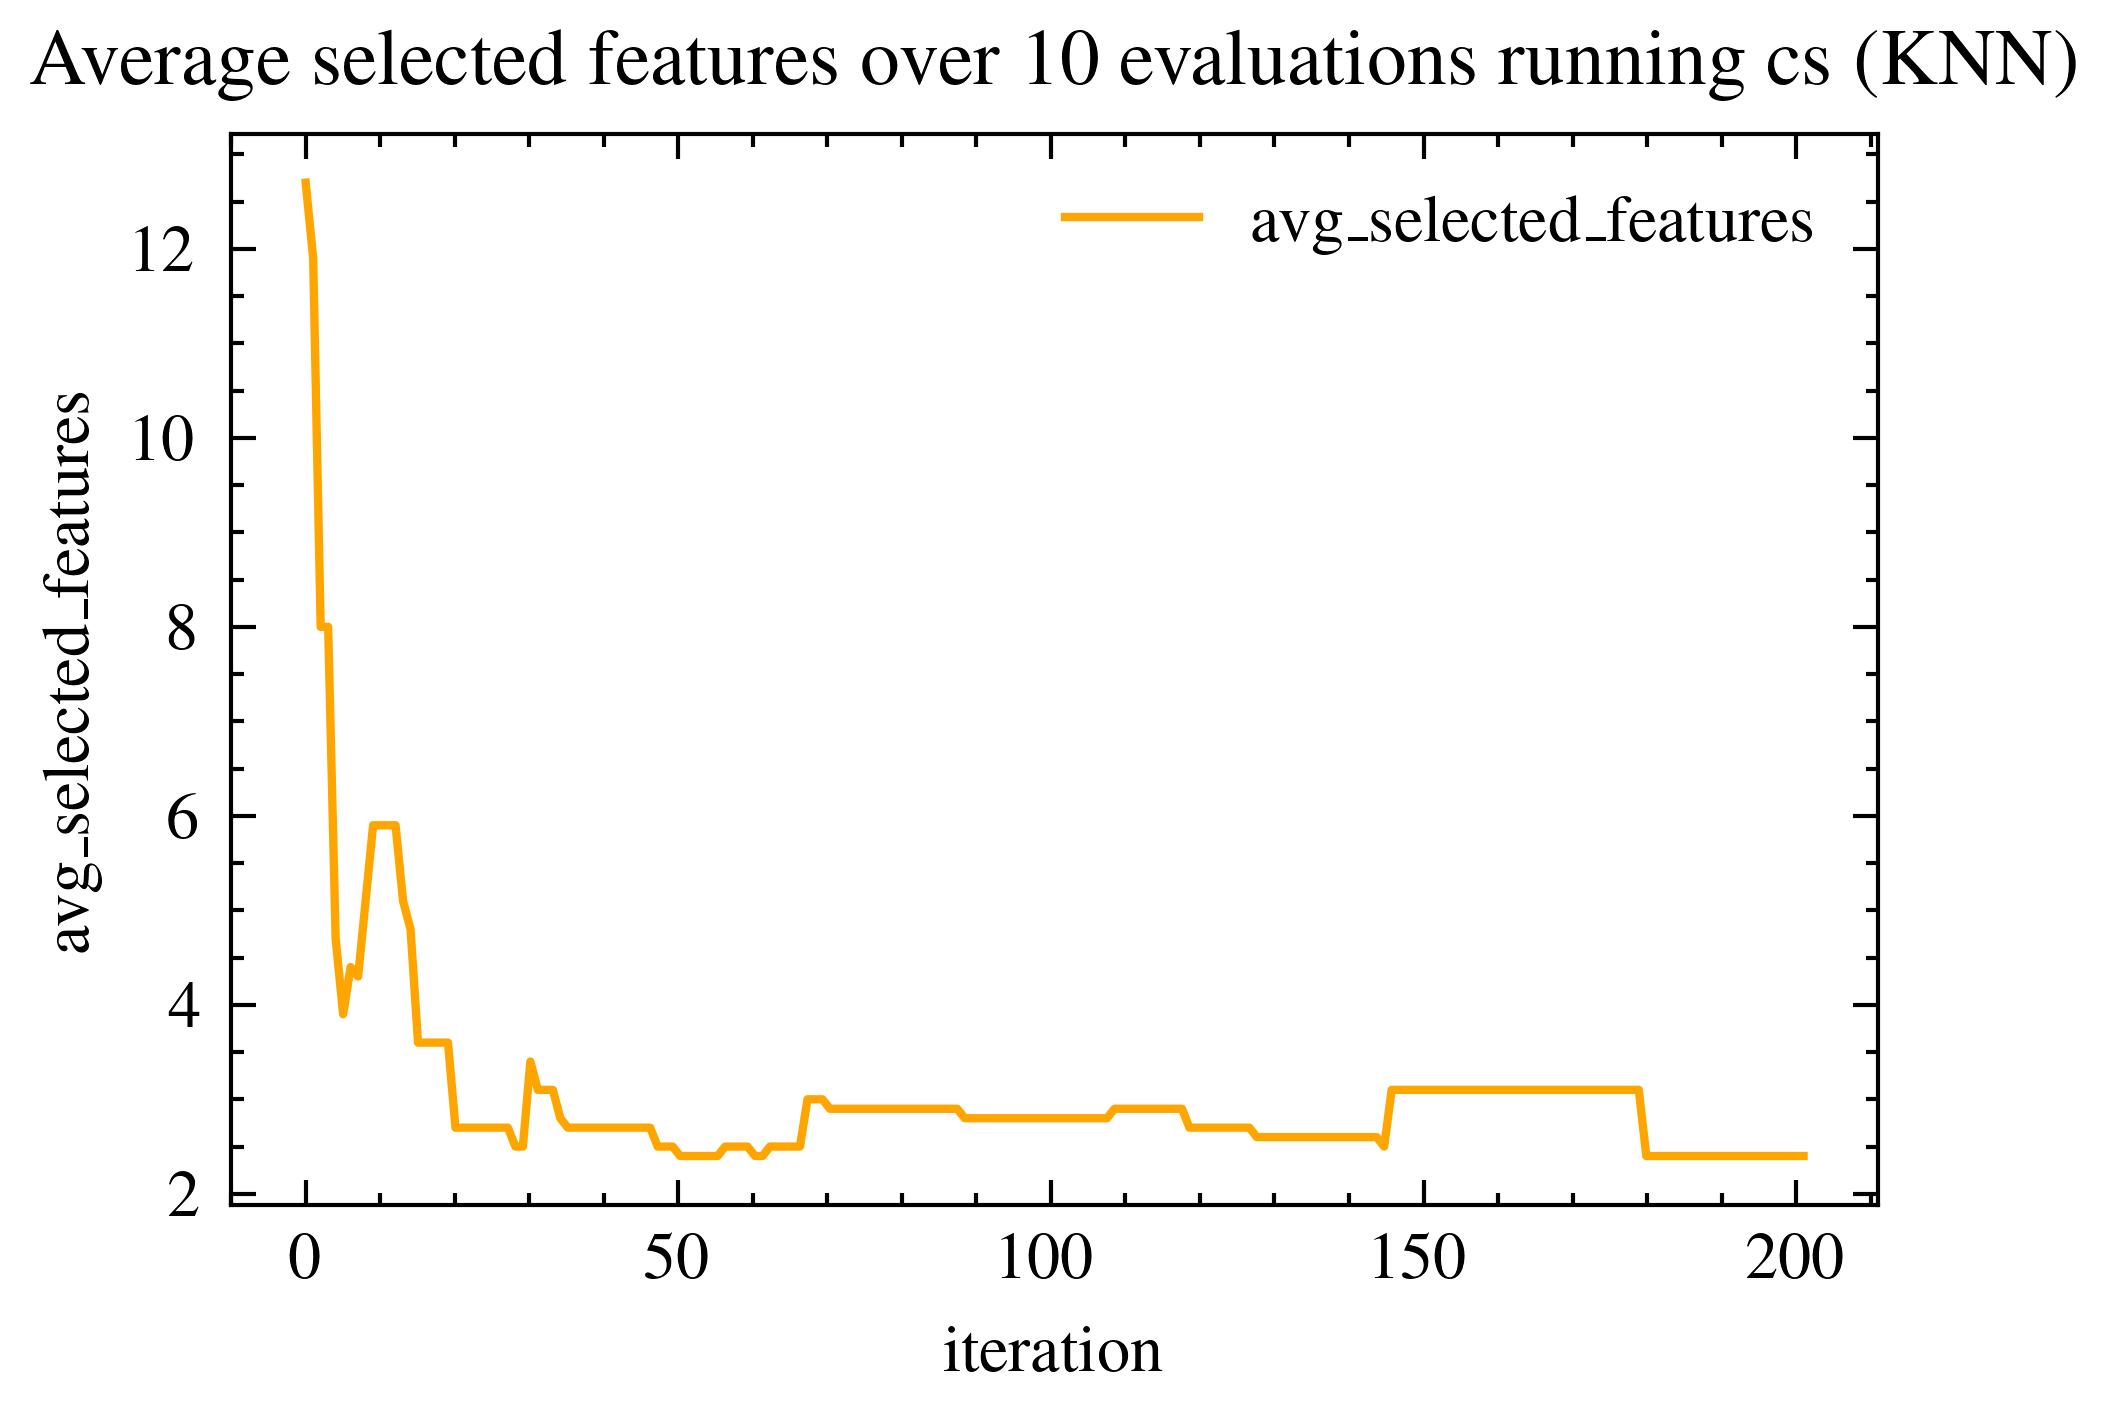 Average selected features over 10 evaluations running cs (KNN)
avg_selected_features
12
10
8
6
4
2
avg_selected_features
0 50 100 150 200
iteration